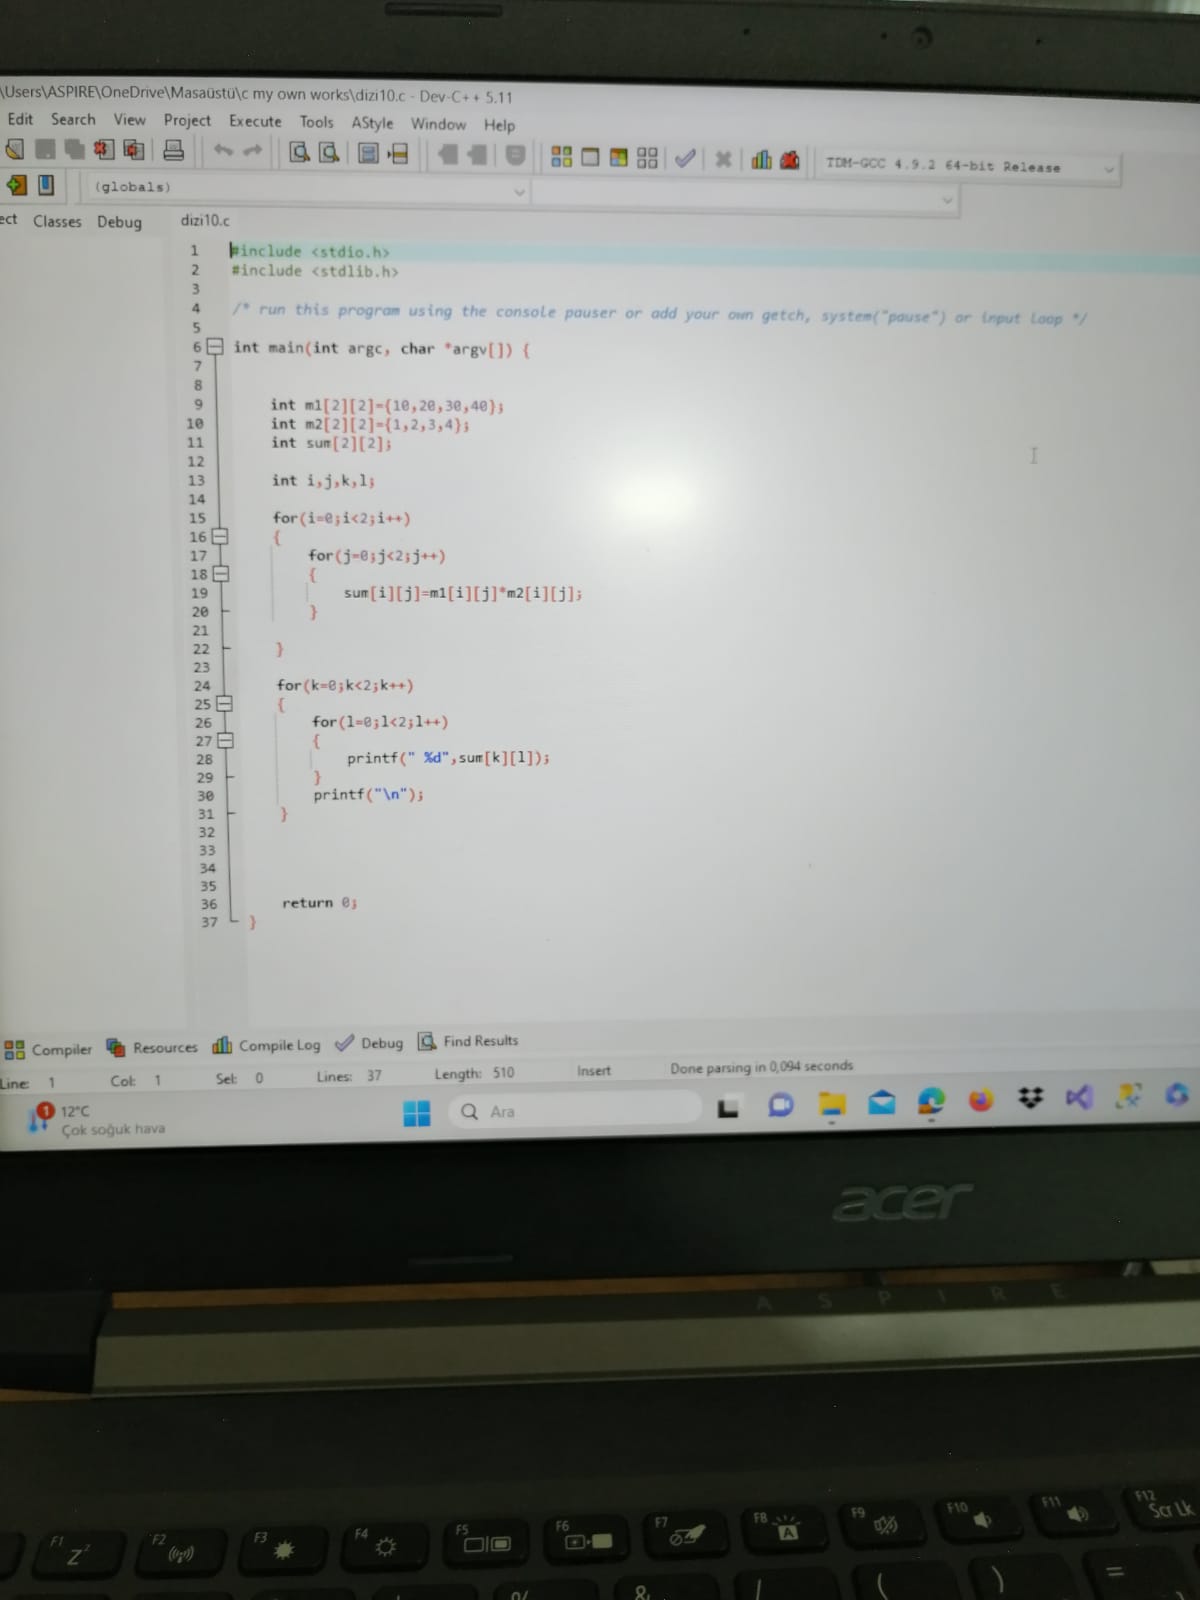 \Users\ASPIRE\OneDrive\Masaüstü\c my own works\dizi10.c - Dev-C++ 5.11
Edit Search View Project Execute Tools AStyle Window Help
TDM-GCC 4.9.2 64-bit Release
(globals)
ect Classes Debug dizi10.c
1 #include <stdio.h>
2 #include <stdlib.h>
3
4 /* run this program using the console pauser or add your own getch, system("pause") or input loop */
5
6 int main(int argc, char *argv[]) {
7
8
9 int m1[2][2]={10,20,30,40};
10 int m2[2][2]={1,2,3,4};
11 int sum[2][2];
12
13 int i,j,k,l;
14
15 for(i=0;i<2;i++)
16 {
17 for(j=0;j<2;j++)
18 {
19 sum[i][j]=m1[i][j]*m2[i][j];
20 }
21
22 }
23
24 for(k=0;k<2;k++)
25 {
26 for(l=0;l<2;l++)
27 {
28 printf(" %d",sum[k][l]);
29 }
30 printf("\n");
31 }
32
33
34
35
36 return 0;
37 }
Compiler Resources Compile Log Debug Find Results
Line: 1 Col: 1 Sel: 0 Lines: 37 Length: 510 Insert Done parsing in 0,094 seconds
1 12°C
Çok soğuk hava
Ara
acer
ASPIRE
F1 F2 F3 F4 F5 F6 F7 F8 F9 F10 F11 F12
Z^z A Scr Lk
% & / ( ) =